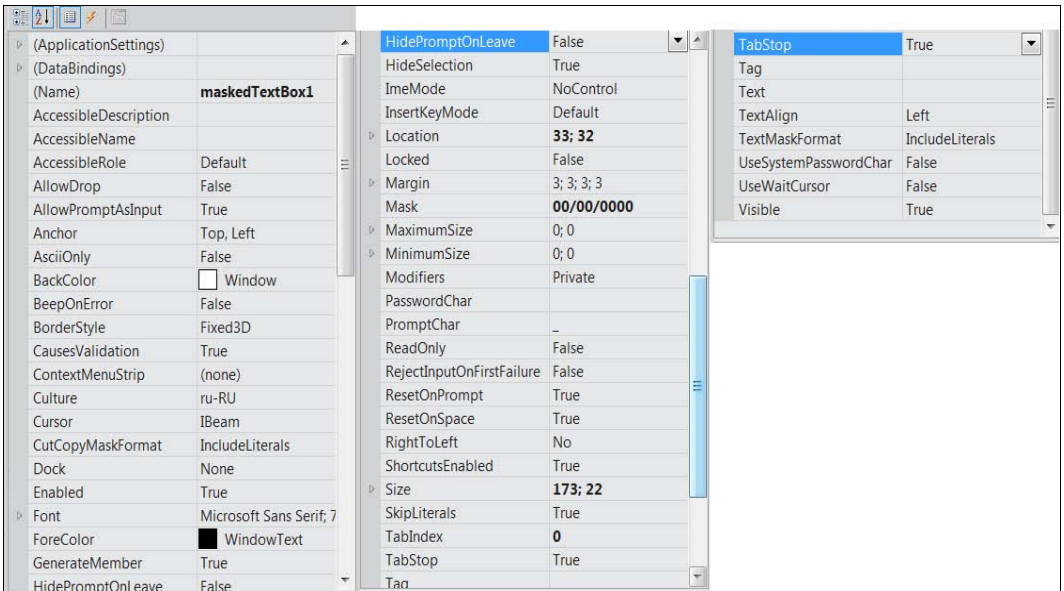 (ApplicationSettings)
(DataBindings)
(Name) maskedTextBox1
AccessibleDescription
AccessibleName
AccessibleRole Default
AllowDrop False
AllowPromptAsInput True
Anchor Top, Left
AsciiOnly False
BackColor Window
BeepOnError False
BorderStyle Fixed3D
CausesValidation True
ContextMenuStrip (none)
Culture ru-RU
Cursor IBeam
CutCopyMaskFormat IncludeLiterals
Dock None
Enabled True
Font Microsoft Sans Serif; 7
ForeColor WindowText
GenerateMember True
HidePromptOnLeave False
HidePromptOnLeave False
HideSelection True
ImeMode NoControl
InsertKeyMode Default
Location 33; 32
Locked False
Margin 3; 3; 3; 3
Mask 00/00/0000
MaximumSize 0; 0
MinimumSize 0; 0
Modifiers Private
PasswordChar
PromptChar _
ReadOnly False
RejectInputOnFirstFailure False
ResetOnPrompt True
ResetOnSpace True
RightToLeft No
ShortcutsEnabled True
Size 173; 22
SkipLiterals True
TabIndex 0
TabStop True
Tag
TabStop True
Tag
Text
TextAlign Left
TextMaskFormat IncludeLiterals
UseSystemPasswordChar False
UseWaitCursor False
Visible True